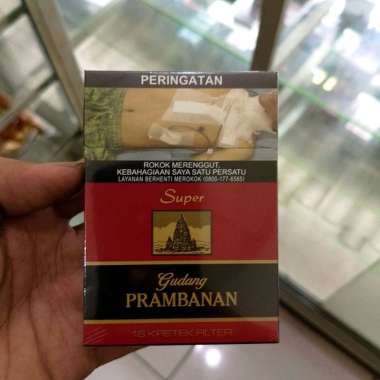 PERINGATAN
ROKOK MERENGGUT
KEBAHAGIAAN SAYA SATU PERSATU
LAYANAN BERHENTI MEROKOK (0800-177-6565)
Super
Gudang
PRAMBANAN
16 KRETEK FILTER